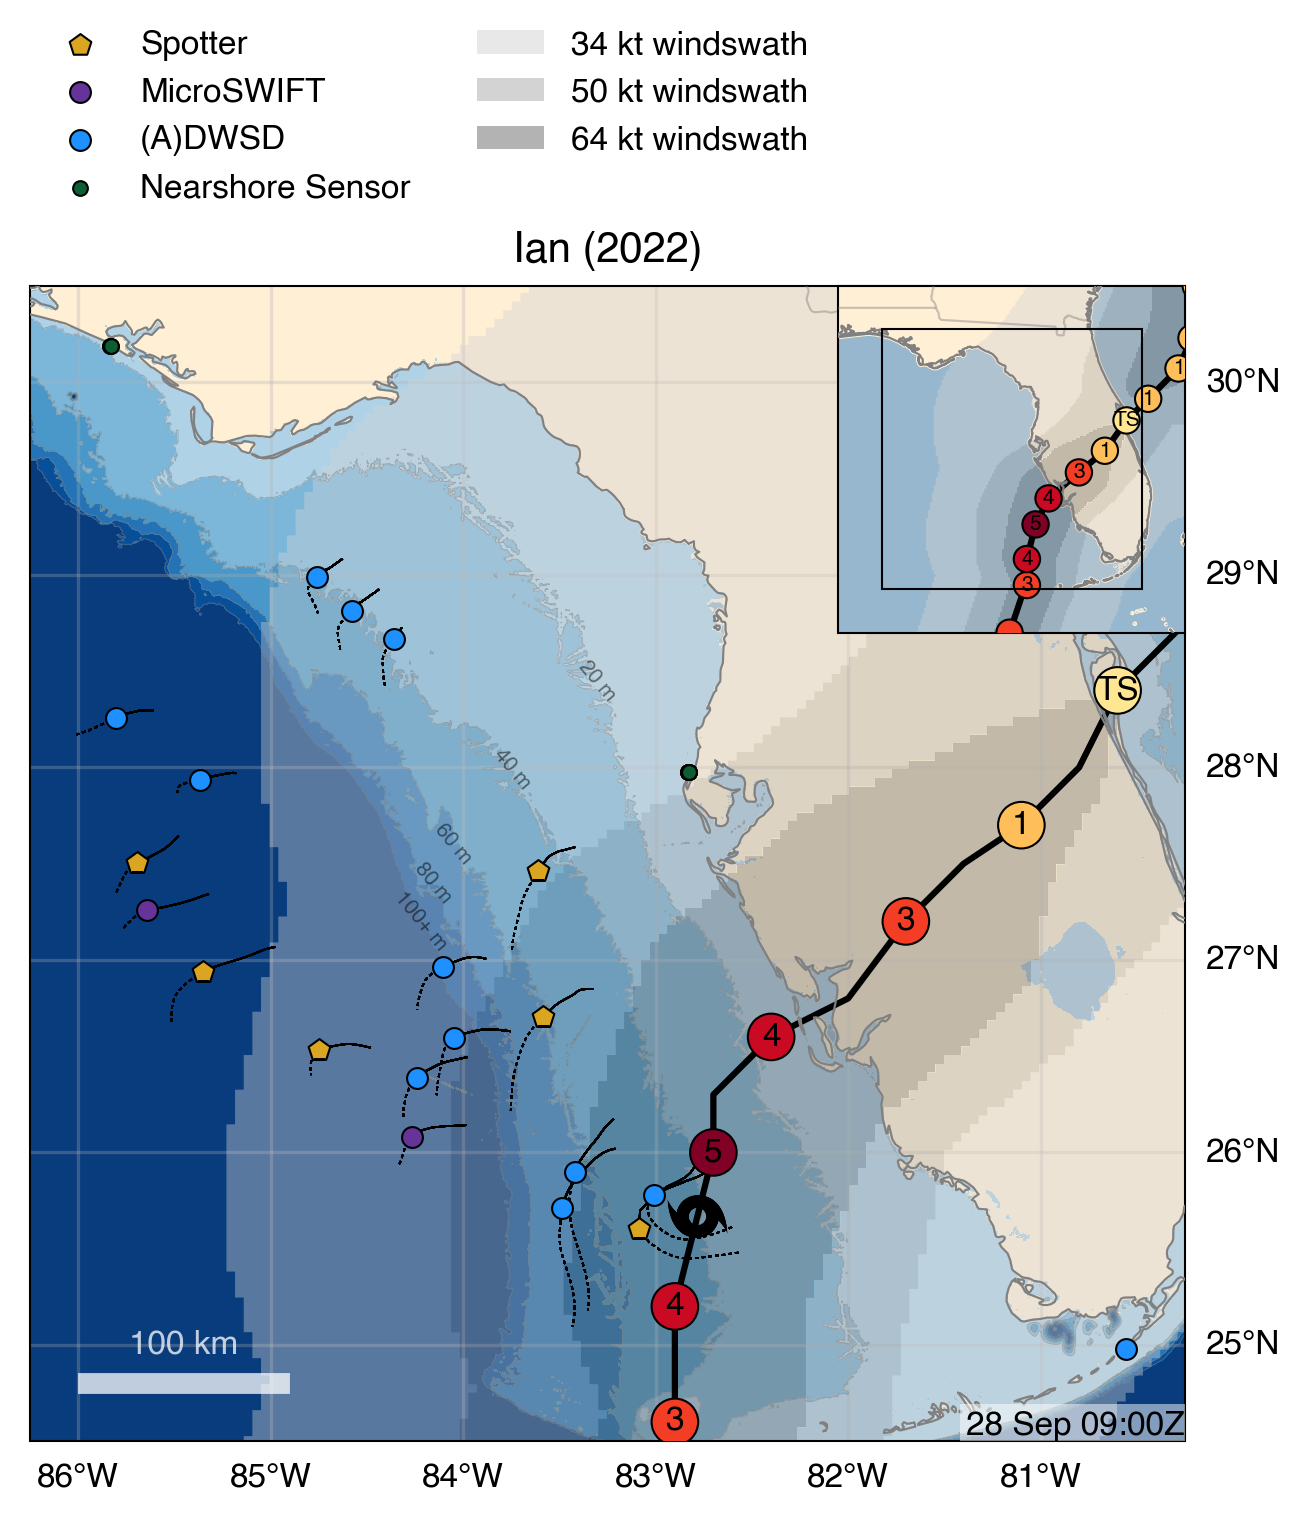 Spotter
MicroSWIFT
(A)DWSD
Nearshore Sensor
34 kt windswath
50 kt windswath
64 kt windswath
Ian (2022)
1
1
TS
1
3
4
5
4
3
30°N
29°N
28°N
27°N
26°N
25°N
20 m
40 m
60 m
80 m
100+ m
TS
1
3
4
5
4
3
100 km
28 Sep 09:00Z
86°W
85°W
84°W
83°W
82°W
81°W